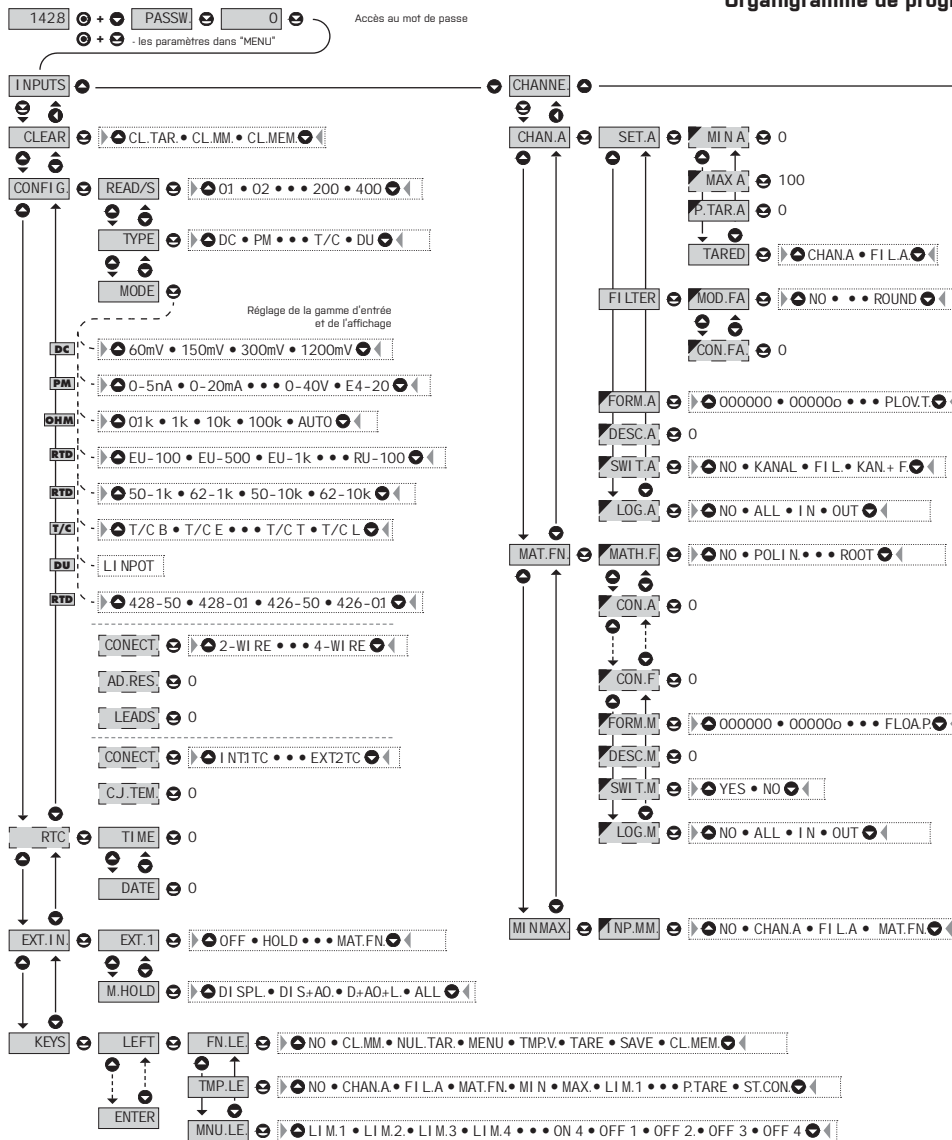 Organigramme de progr
1428 + PASSW. 0 Accès au mot de passe
+ - les paramètres dans "MENU"
INPUTS
CLEAR CL.TAR. • CL.MM. • CL.MEM.
CONFIG. READ/S 01 • 02 • • • 200 • 400
TYPE DC • PM • • • T/C • DU
MODE
Réglage de la gamme d'entrée
et de l'affichage
DC 60mV • 150mV • 300mV • 1200mV
PM 0-5nA • 0-20mA • • • 0-40V • E4-20
OHM 01k • 1k • 10k • 100k • AUTO
RTD EU-100 • EU-500 • EU-1k • • • RU-100
RTD 50-1k • 62-1k • 50-10k • 62-10k
T/C T/C B • T/C E • • • T/C T • T/C L
DU LINPOT
RTD 428-50 • 428-01 • 426-50 • 426-01
CONECT. 2-WIRE • • • 4-WIRE
AD.RES. 0
LEADS 0
CONECT. INT1TC • • • EXT2TC
C.J.TEM. 0
RTC TIME 0
DATE 0
EXT.IN. EXT.1 OFF • HOLD • • • MAT.FN.
M.HOLD DISPL. • DIS+AO. • D+AO+L. • ALL
KEYS LEFT FN.LE. NO • CL.MM. • NUL.TAR. • MENU • TMP.V. • TARE • SAVE • CL.MEM.
TMP.LE NO • CHAN.A. • FIL.A • MAT.FN. • MIN • MAX. • LIM.1 • • • P.TARE • ST.CON.
ENTER
MNU.LE. LIM.1 • LIM.2. • LIM.3 • LIM.4 • • • ON 4 • OFF 1 • OFF 2. • OFF 3 • OFF 4
CHANNE.
CHAN.A SET.A MIN A 0
MAX A 100
P.TAR.A 0
TARED CHAN.A • FIL.A
FILTER MOD.FA NO • • • ROUND
CON.FA. 0
FORM.A 000000 • 00000o • • • PLOV.T.
DESC.A 0
SWIT.A NO • KANAL • FIL. • KAN.+ F.
LOG.A NO • ALL • IN • OUT
MAT.FN. MATH.F. NO • POLIN. • • • ROOT
CON.A 0
CON.F 0
FORM.M 000000 • 00000o • • • FLOA.P.
DESC.M 0
SWIT.M YES • NO
LOG.M NO • ALL • IN • OUT
MINMAX. INP.MM. NO • CHAN.A • FIL.A • MAT.FN.